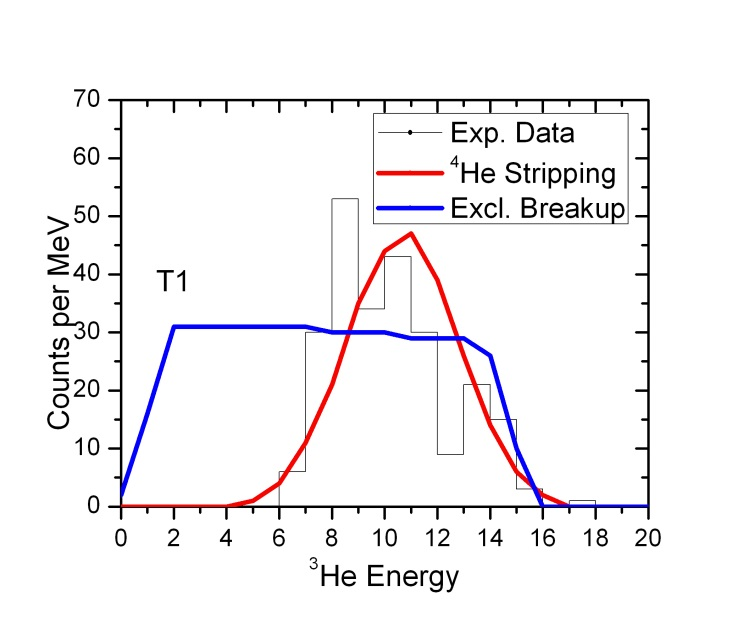 70
60
50
40
30
20
10
0
Counts per MeV
T1
Exp. Data
⁴He Stripping
Excl. Breakup
0 2 4 6 8 10 12 14 16 18 20
³He Energy